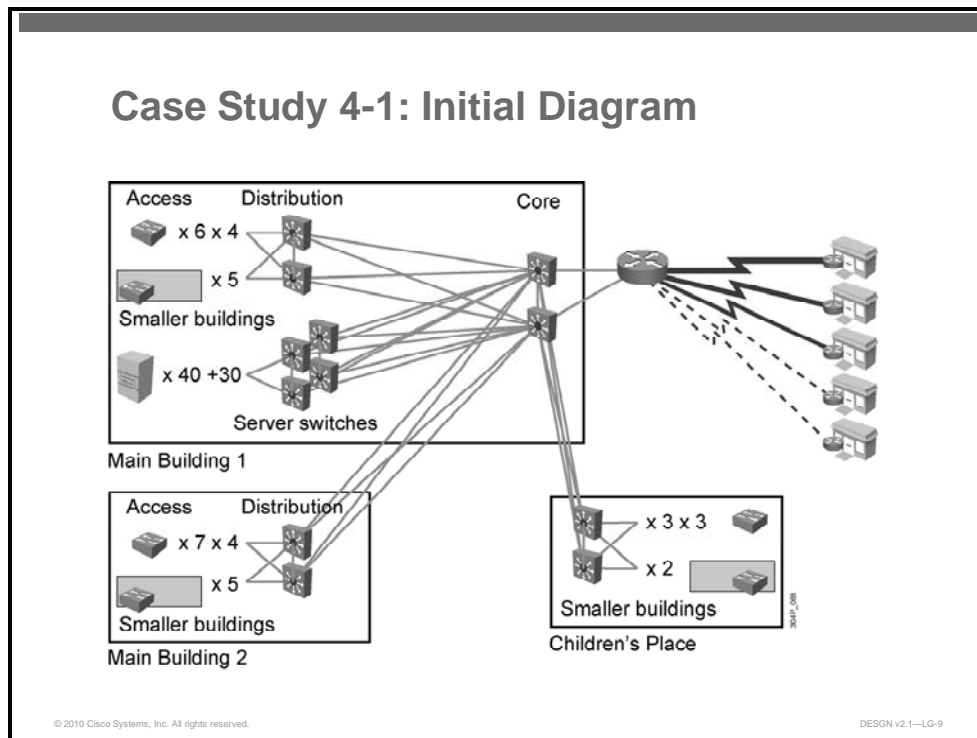 Case Study 4-1: Initial Diagram
Access
Distribution
Core
x 6 x 4
x 5
Smaller buildings
x 40 +30
Server switches
Main Building 1
Access
Distribution
x 7 x 4
x 5
Smaller buildings
Main Building 2
x 3 x 3
x 2
Smaller buildings
Children's Place
304P_068
© 2010 Cisco Systems, Inc. All rights reserved.
DESGN v2.1—LG-9